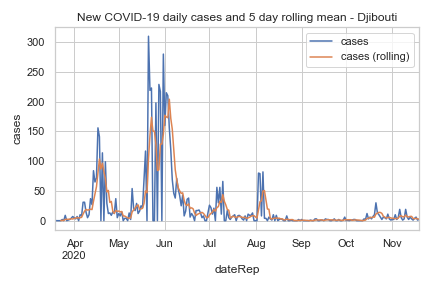 New COVID-19 daily cases and 5 day rolling mean - Djibouti
cases
cases (rolling)
300
250
200
150
100
50
0
cases
Apr May Jun Jul Aug Sep Oct Nov
2020
dateRep